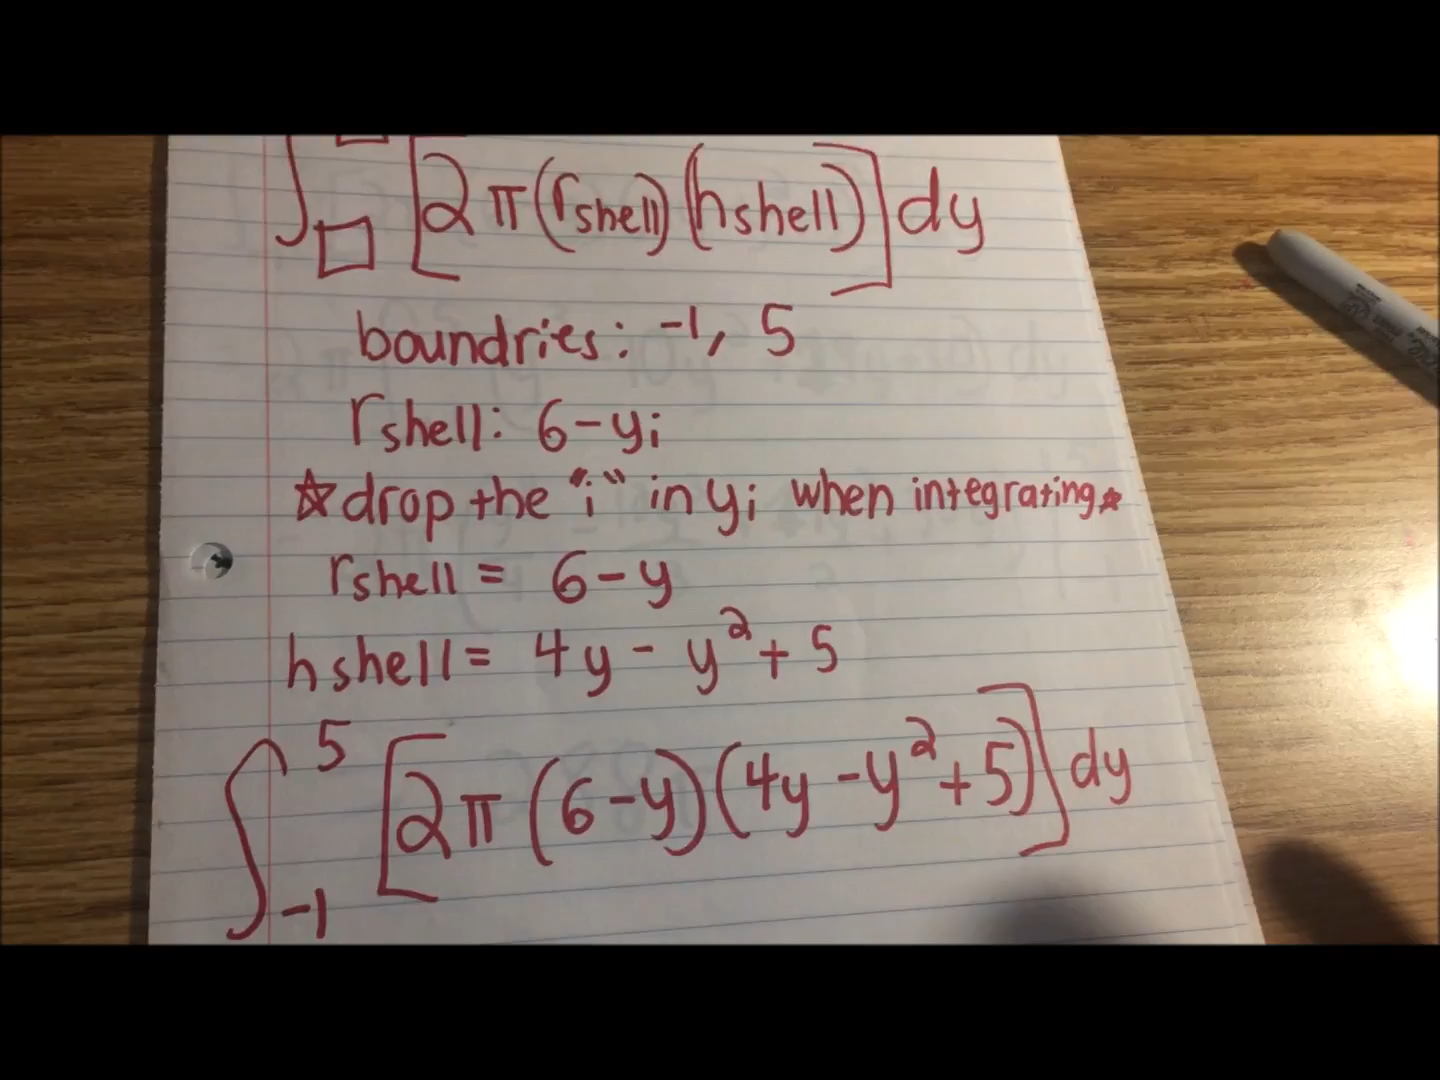 ∫ [2π(rshell)(hshell)]dy
boundries: -1, 5
rshell: 6-yi
☆drop the "i" in yi when integrating☆
rshell = 6-y
hshell = 4y - y² + 5
∫ 5 -1 [2π(6-y)(4y-y²+5)]dy